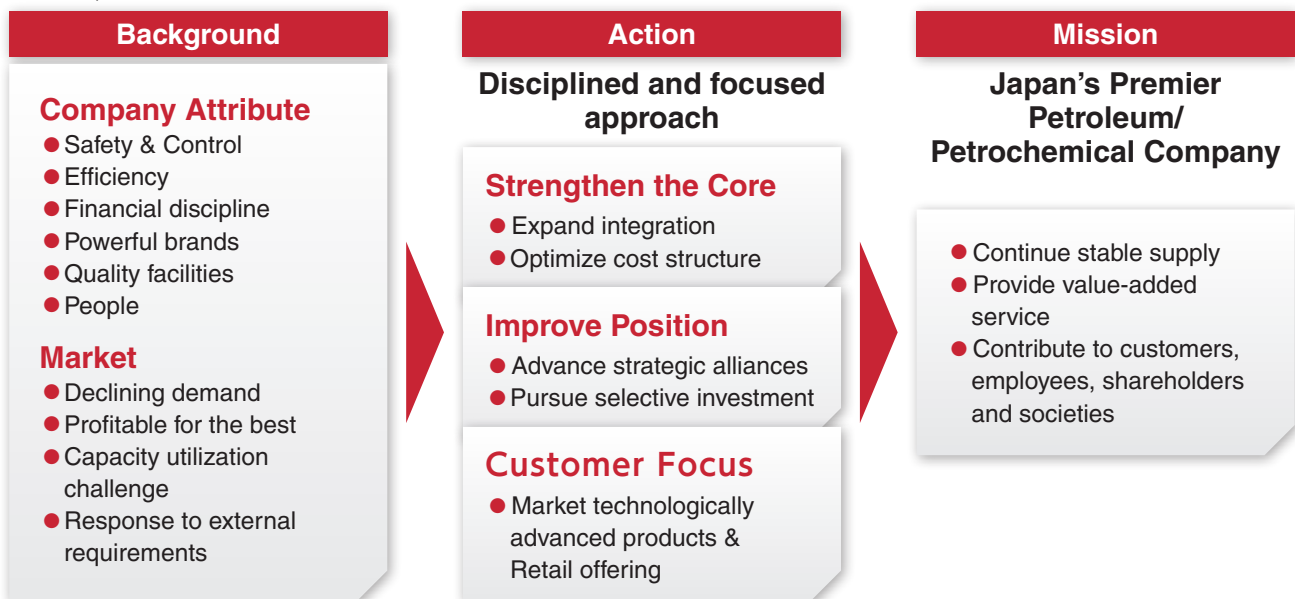 Background
Company Attribute
● Safety & Control
● Efficiency
● Financial discipline
● Powerful brands
● Quality facilities
● People
Market
● Declining demand
● Profitable for the best
● Capacity utilization
challenge
● Response to external
requirements
Action
Disciplined and focused
approach
Strengthen the Core
● Expand integration
● Optimize cost structure
Improve Position
● Advance strategic alliances
● Pursue selective investment
Customer Focus
● Market technologically
advanced products &
Retail offering
Mission
Japan's Premier
Petroleum/
Petrochemical Company
● Continue stable supply
● Provide value-added
service
● Contribute to customers,
employees, shareholders
and societies